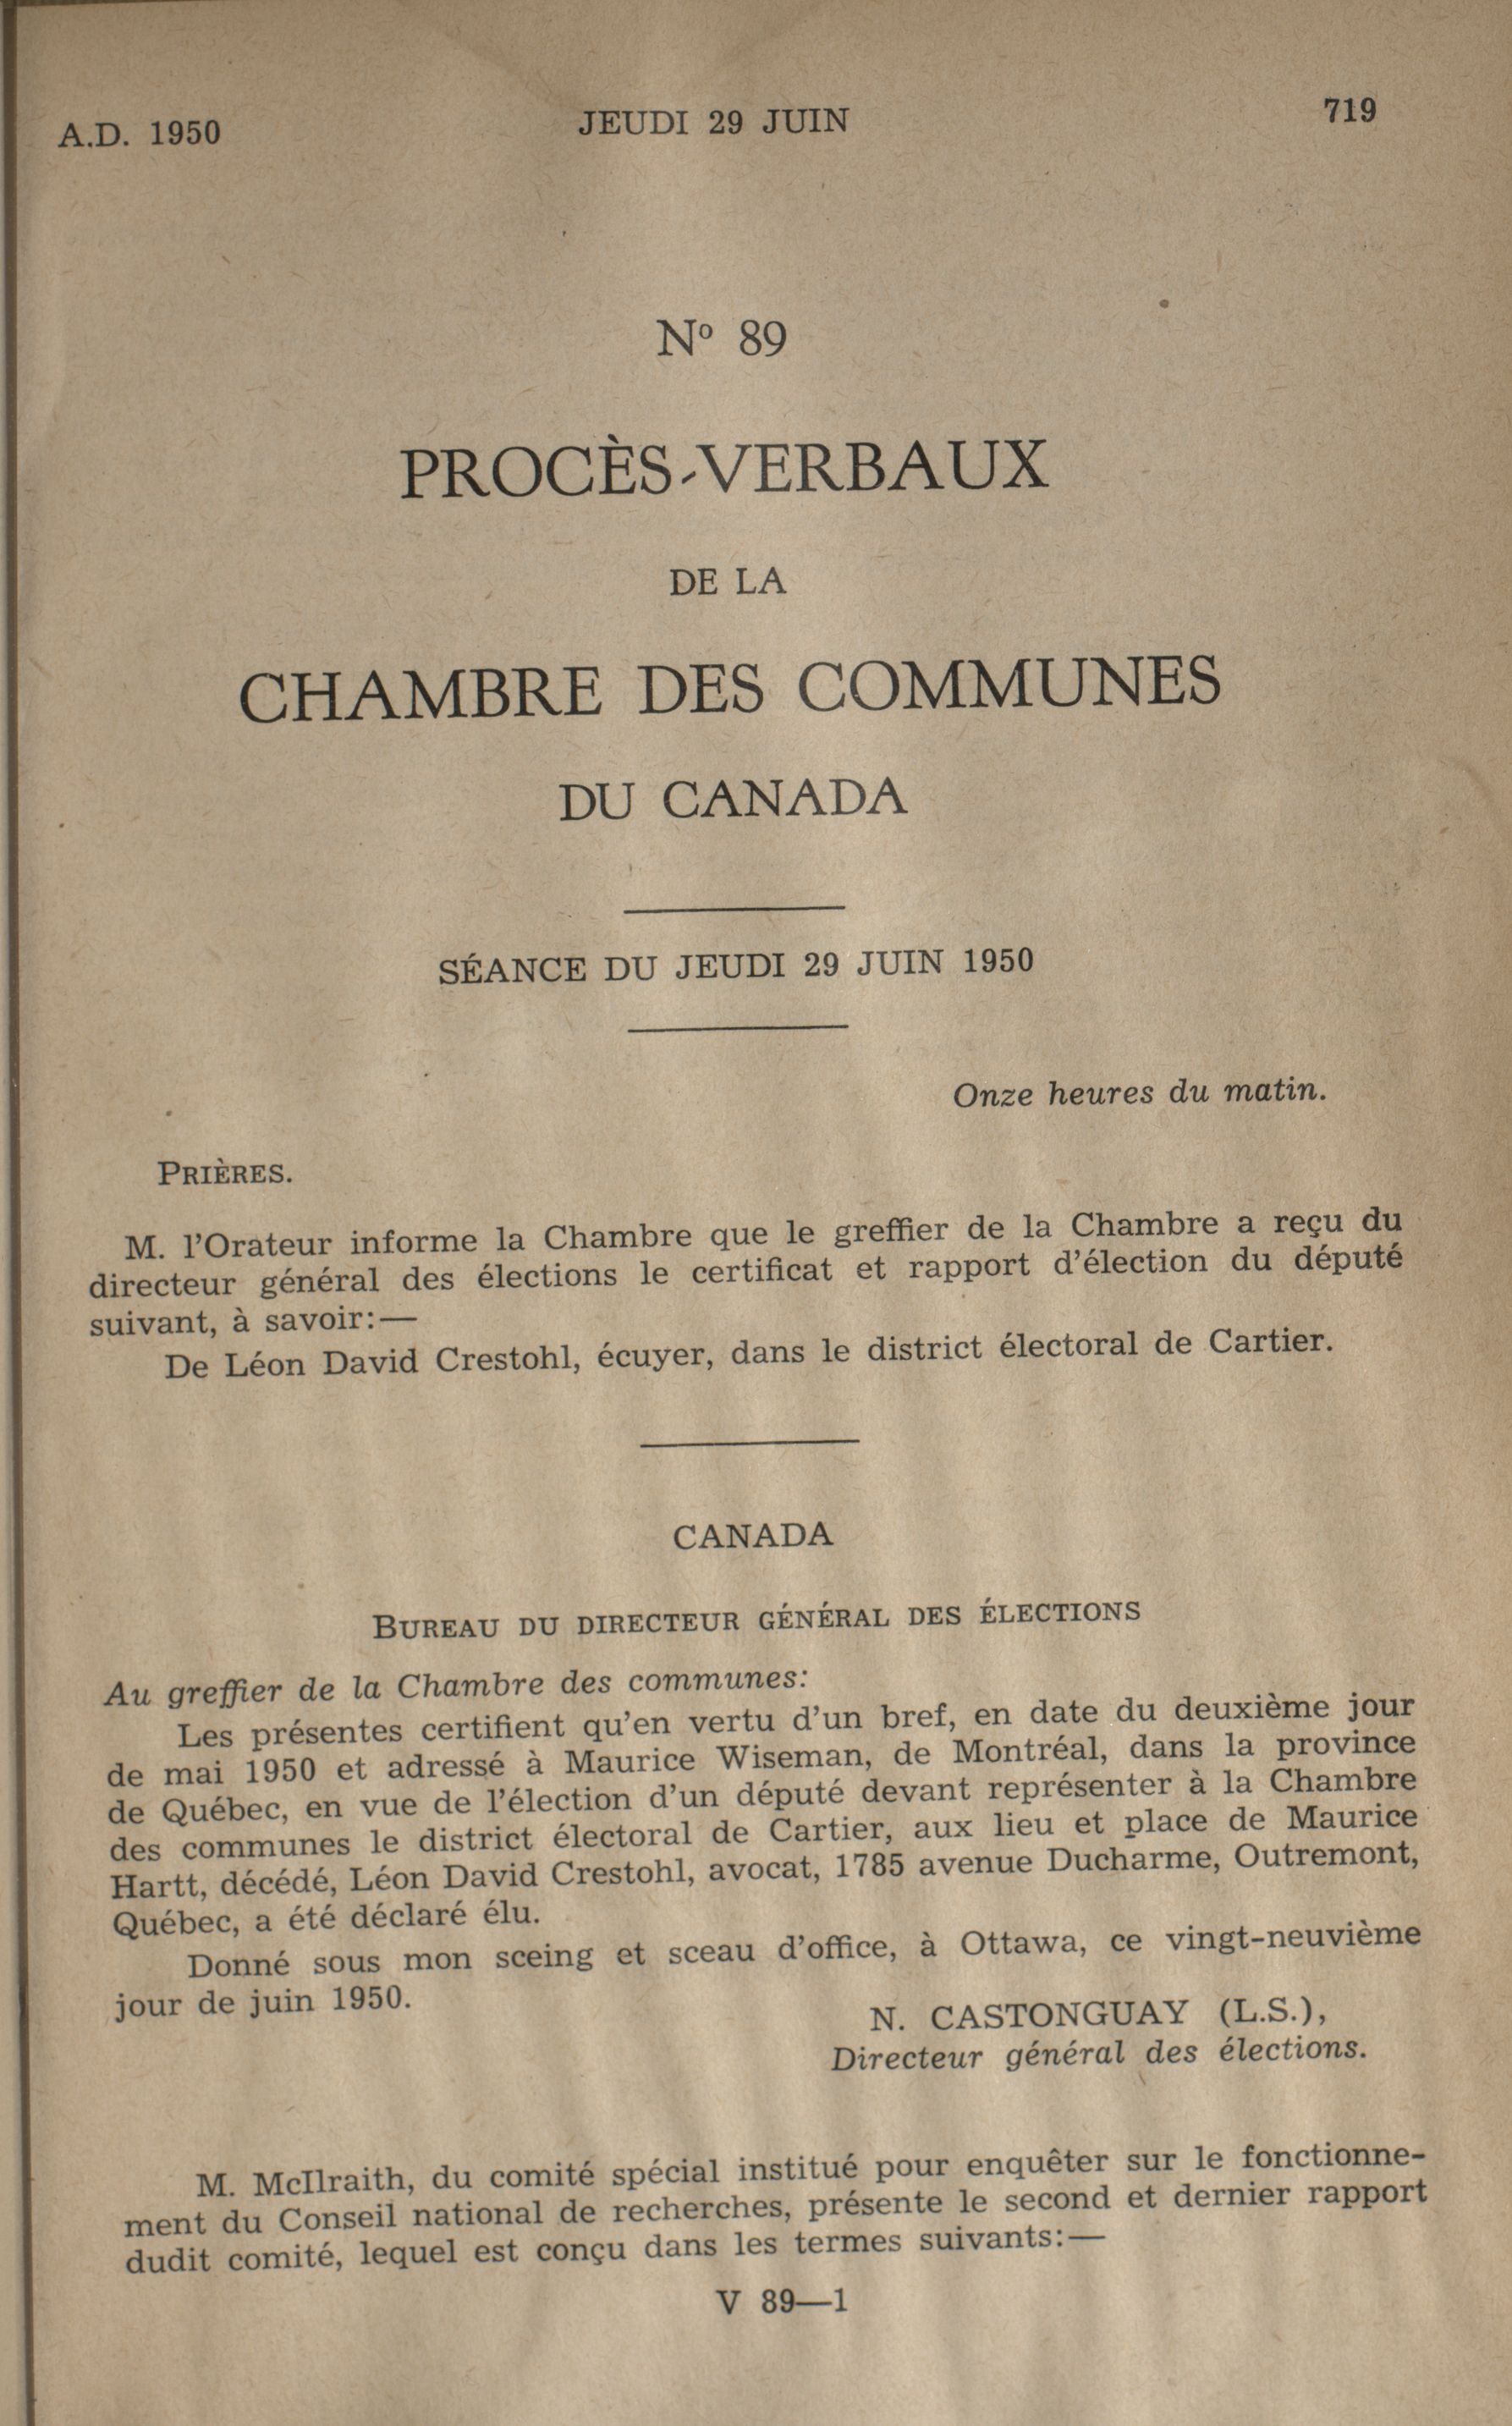 A.D. 1950 JEUDI 29 JUIN 719
Nº 89
PROCÈS-VERBAUX
DE LA
CHAMBRE DES COMMUNES
DU CANADA
SÉANCE DU JEUDI 29 JUIN 1950
Onze heures du matin.
PRIÈRES.
M. l'Orateur informe la Chambre que le greffier de la Chambre a reçu du
directeur général des élections le certificat et rapport d'élection du député
suivant, à savoir:—
De Léon David Crestohl, écuyer, dans le district électoral de Cartier.
CANADA
BUREAU DU DIRECTEUR GÉNÉRAL DES ÉLECTIONS
Au greffier de la Chambre des communes:
Les présentes certifient qu'en vertu d'un bref, en date du deuxième jour
de mai 1950 et adressé à Maurice Wiseman, de Montréal, dans la province
de Québec, en vue de l'élection d'un député devant représenter à la Chambre
des communes le district électoral de Cartier, aux lieu et place de Maurice
Hartt, décédé, Léon David Crestohl, avocat, 1785 avenue Ducharme, Outremont,
Québec, a été déclaré élu.
Donné sous mon sceing et sceau d'office, à Ottawa, ce vingt-neuvième
jour de juin 1950.
N. CASTONGUAY (L.S.),
Directeur général des élections.
M. McIlraith, du comité spécial institué pour enquêter sur le fonctionne-
ment du Conseil national de recherches, présente le second et dernier rapport
dudit comité, lequel est conçu dans les termes suivants:—
V 89—1